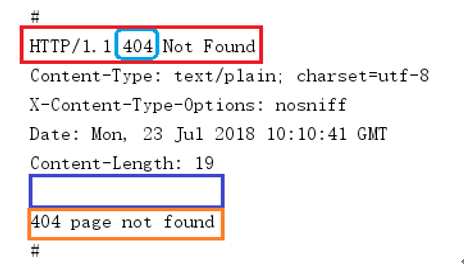 #
HTTP/1.1 404 Not Found
Content-Type: text/plain; charset=utf-8
X-Content-Type-Options: nosniff
Date: Mon, 23 Jul 2018 10:10:41 GMT
Content-Length: 19

404 page not found
#